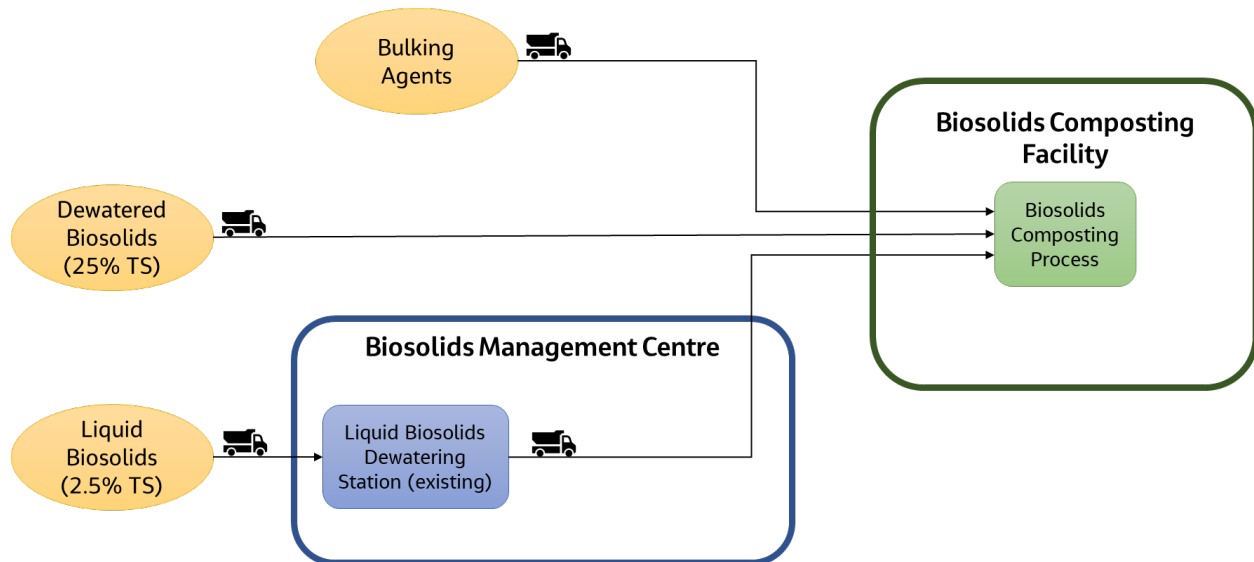 Bulking
Agents
Biosolids Composting
Facility
Dewatered
Biosolids
(25% TS)
Biosolids
Composting
Process
Biosolids Management Centre
Liquid
Biosolids
(2.5% TS)
Liquid Biosolids
Dewatering
Station (existing)